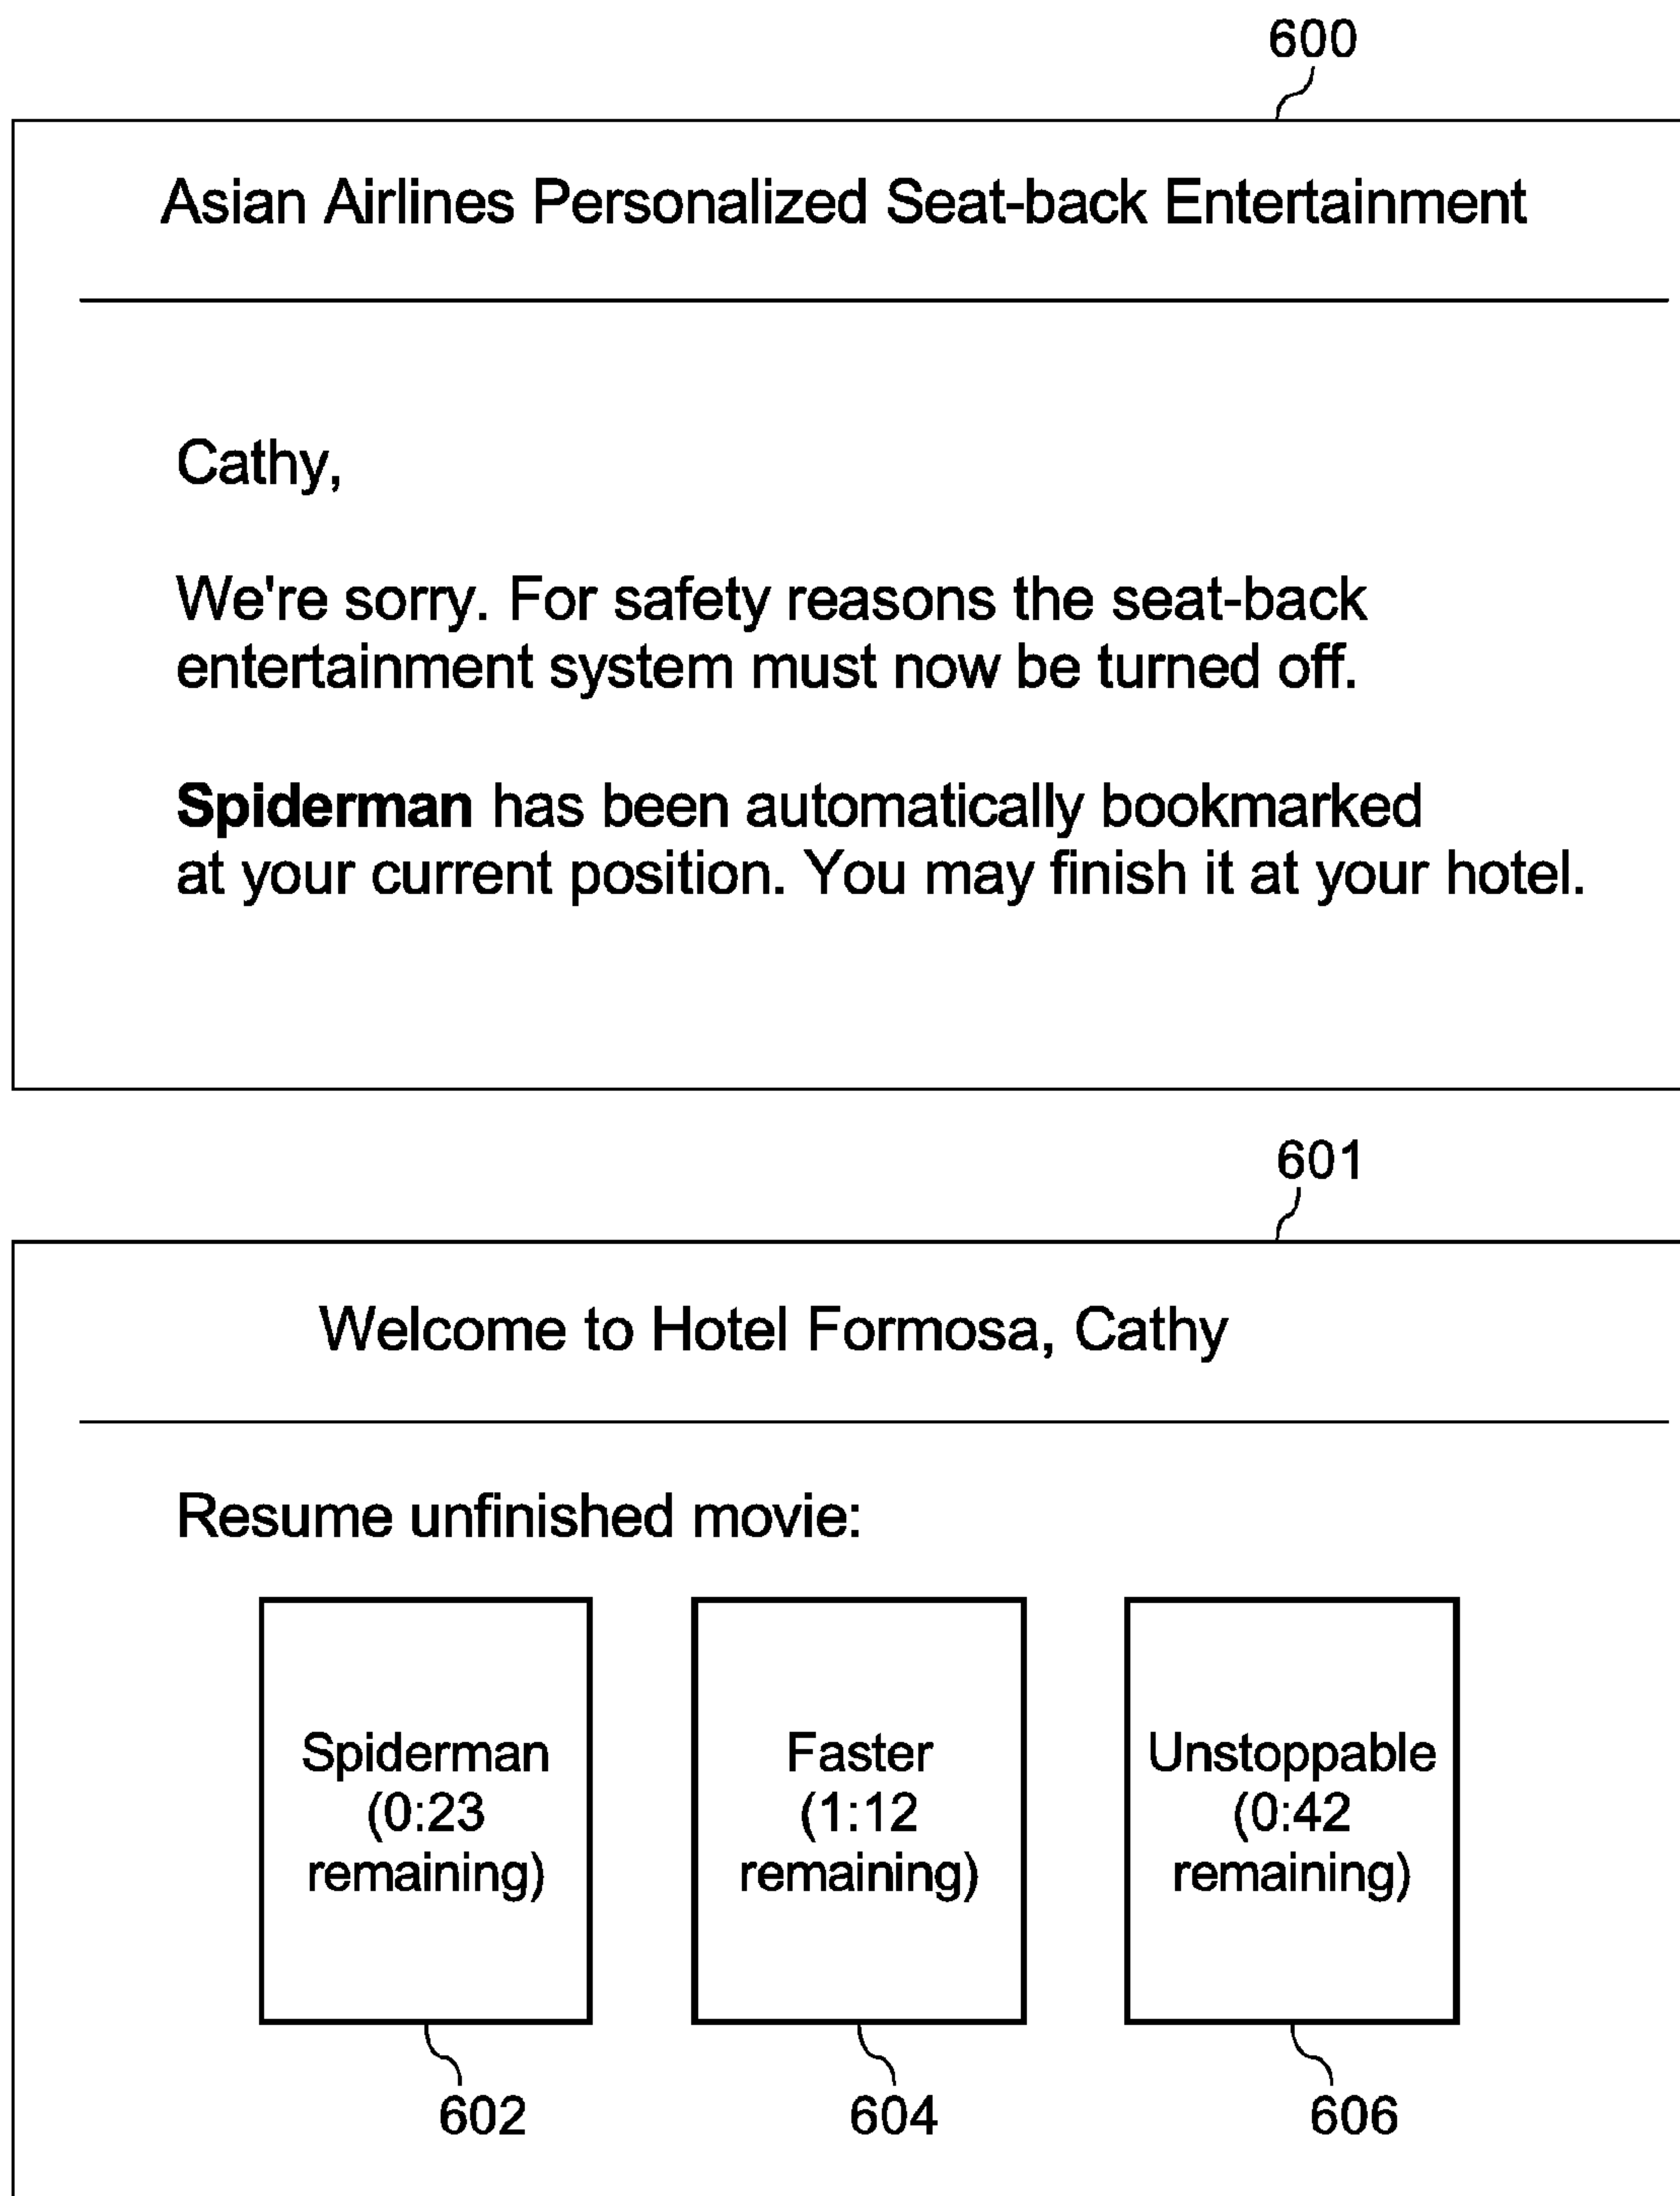 600
Asian Airlines Personalized Seat-back Entertainment
Cathy,
We're sorry. For safety reasons the seat-back
entertainment system must now be turned off.
Spiderman has been automatically bookmarked
at your current position. You may finish it at your hotel.
601
Welcome to Hotel Formosa, Cathy
Resume unfinished movie:
Spiderman
(0:23
remaining)
Faster
(1:12
remaining)
Unstoppable
(0:42
remaining)
602
604
606